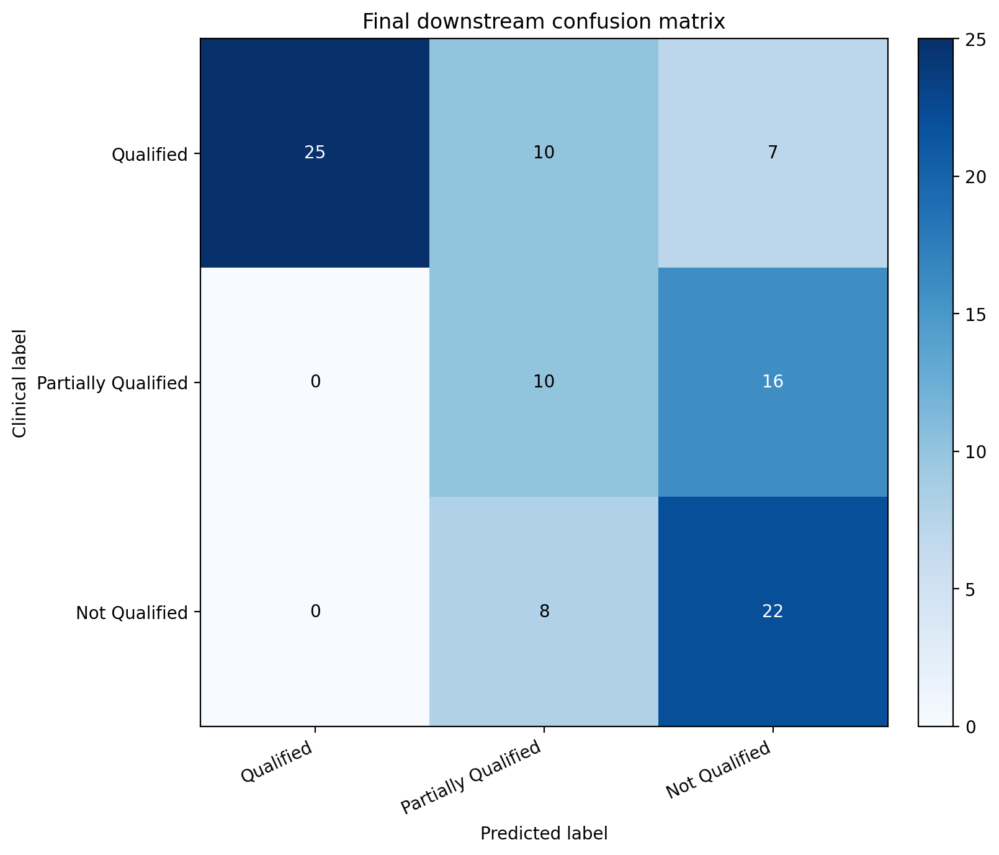 Final downstream confusion matrix
25
20
15
10
5
0
Clinical label
Qualified
25 10 7
Partially Qualified
0 10 16
Not Qualified
0 8 22
Qualified
Partially Qualified
Not Qualified
Predicted label